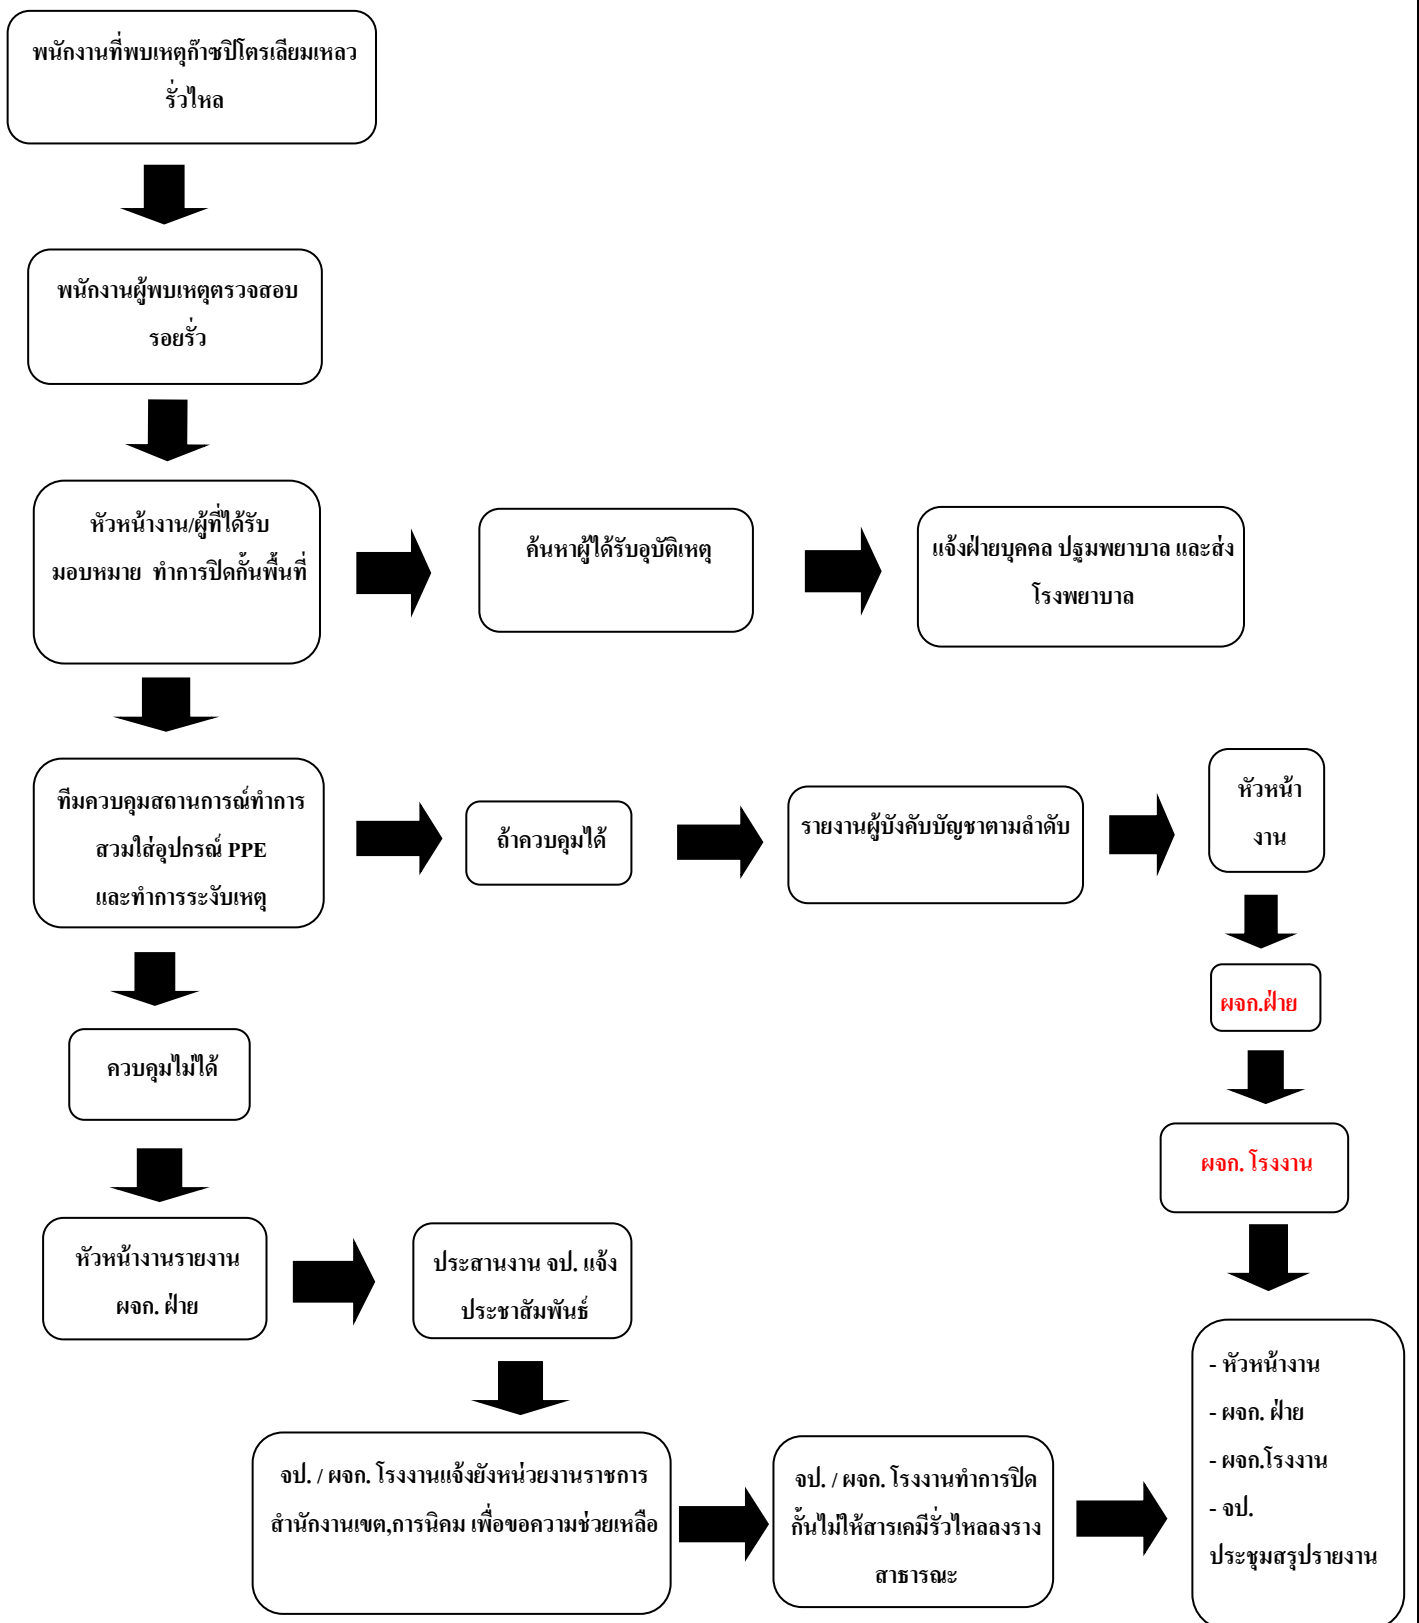 พนักงานที่พบเหตุก๊าซปิโตรเลียมเหลว
รั่วไหล
พนักงานผู้พบเหตุตรวจสอบ
รอยรั่ว
หัวหน้างาน/ผู้ที่ได้รับ
มอบหมาย ทำการปิดกั้นพื้นที่
ค้นหาผู้ได้รับอุบัติเหตุ
แจ้งฝ่ายบุคคล ปฐมพยาบาล และส่ง
โรงพยาบาล
ทีมควบคุมสถานการณ์ทำการ
สวมใส่อุปกรณ์ PPE
และทำการระงับเหตุ
ถ้าควบคุมได้
รายงานผู้บังคับบัญชาตามลำดับ
หัวหน้า
งาน
ผจก.ฝ่าย
ผจก. โรงงาน
ควบคุมไม่ได้
หัวหน้างานรายงาน
ผจก. ฝ่าย
ประสานงาน จป. แจ้ง
ประชาสัมพันธ์
จป. / ผจก. โรงงานแจ้งยังหน่วยงานราชการ
สำนักงานเขต,การนิคม เพื่อขอความช่วยเหลือ
จป. / ผจก. โรงงานทำการปิด
กั้นไม่ให้สารเคมีรั่วไหลลงราง
สาธารณะ
- หัวหน้างาน
- ผจก. ฝ่าย
- ผจก.โรงงาน
- จป.
ประชุมสรุปรายงาน